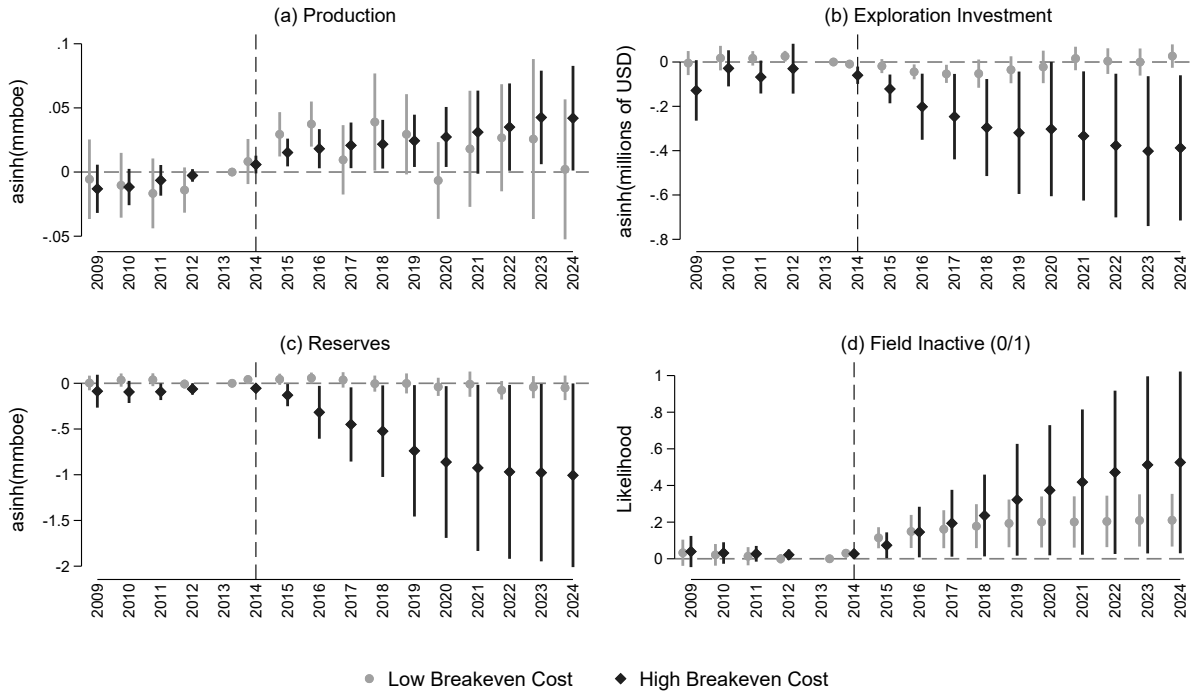 (a) Production
asinh(mmboe)
.1
.05
0
-.05
2009 2010 2011 2012 2013 2014 2015 2016 2017 2018 2019 2020 2021 2022 2023 2024
(b) Exploration Investment
asinh(millions of USD)
0
-.2
-.4
-.6
-.8
2009 2010 2011 2012 2013 2014 2015 2016 2017 2018 2019 2020 2021 2022 2023 2024
(c) Reserves
asinh(mmboe)
0
-.5
-1
-1.5
-2
2009 2010 2011 2012 2013 2014 2015 2016 2017 2018 2019 2020 2021 2022 2023 2024
(d) Field Inactive (0/1)
Likelihood
1
.8
.6
.4
.2
0
2009 2010 2011 2012 2013 2014 2015 2016 2017 2018 2019 2020 2021 2022 2023 2024
Low Breakeven Cost High Breakeven Cost